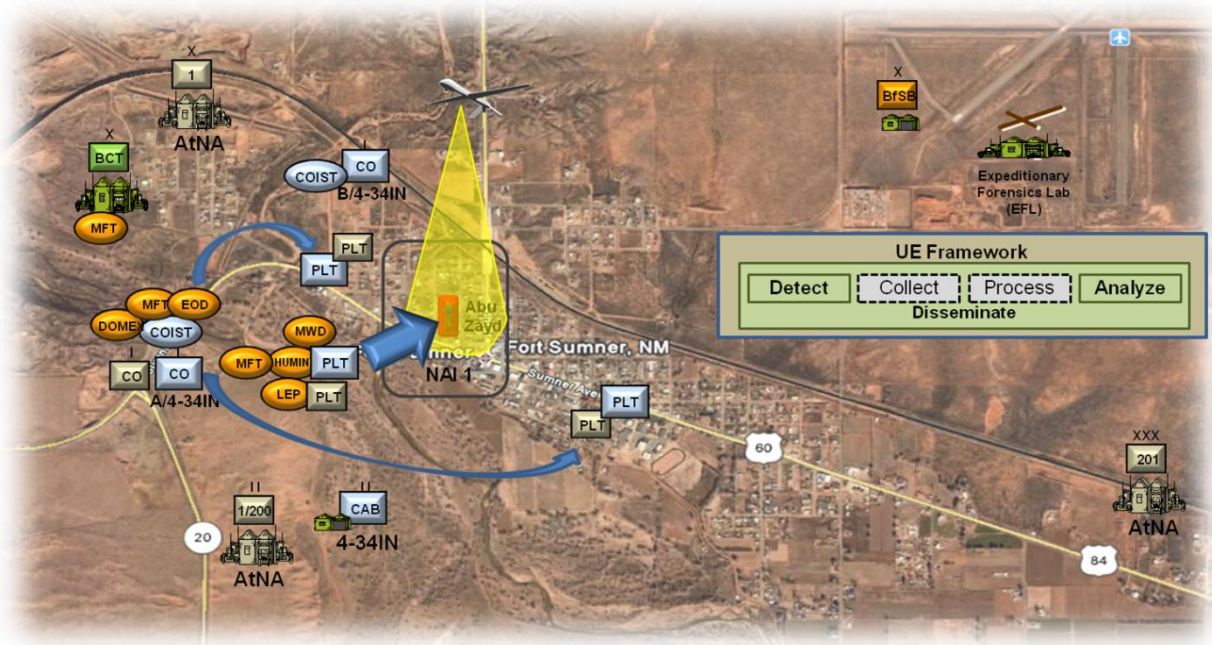 X
1
AtNA
X
BCT
MFT
COIST
I
CO
B/4-34IN
X
BfSB
Expeditionary
Forensics Lab
(EFL)
PLT
PLT
UE Framework
Detect
Collect
Process
Analyze
Disseminate
MFT
EOD
DOMEX
COIST
I
CO
I
CO
A/4-34IN
MWD
MFT
HUMINT
PLT
LEP
PLT
Abu
Zayd
Fort Sumner, NM
NAI 1
Sumner Ave
PLT
PLT
60
XXX
201
AtNA
84
II
1/200
AtNA
II
CAB
4-34IN
20